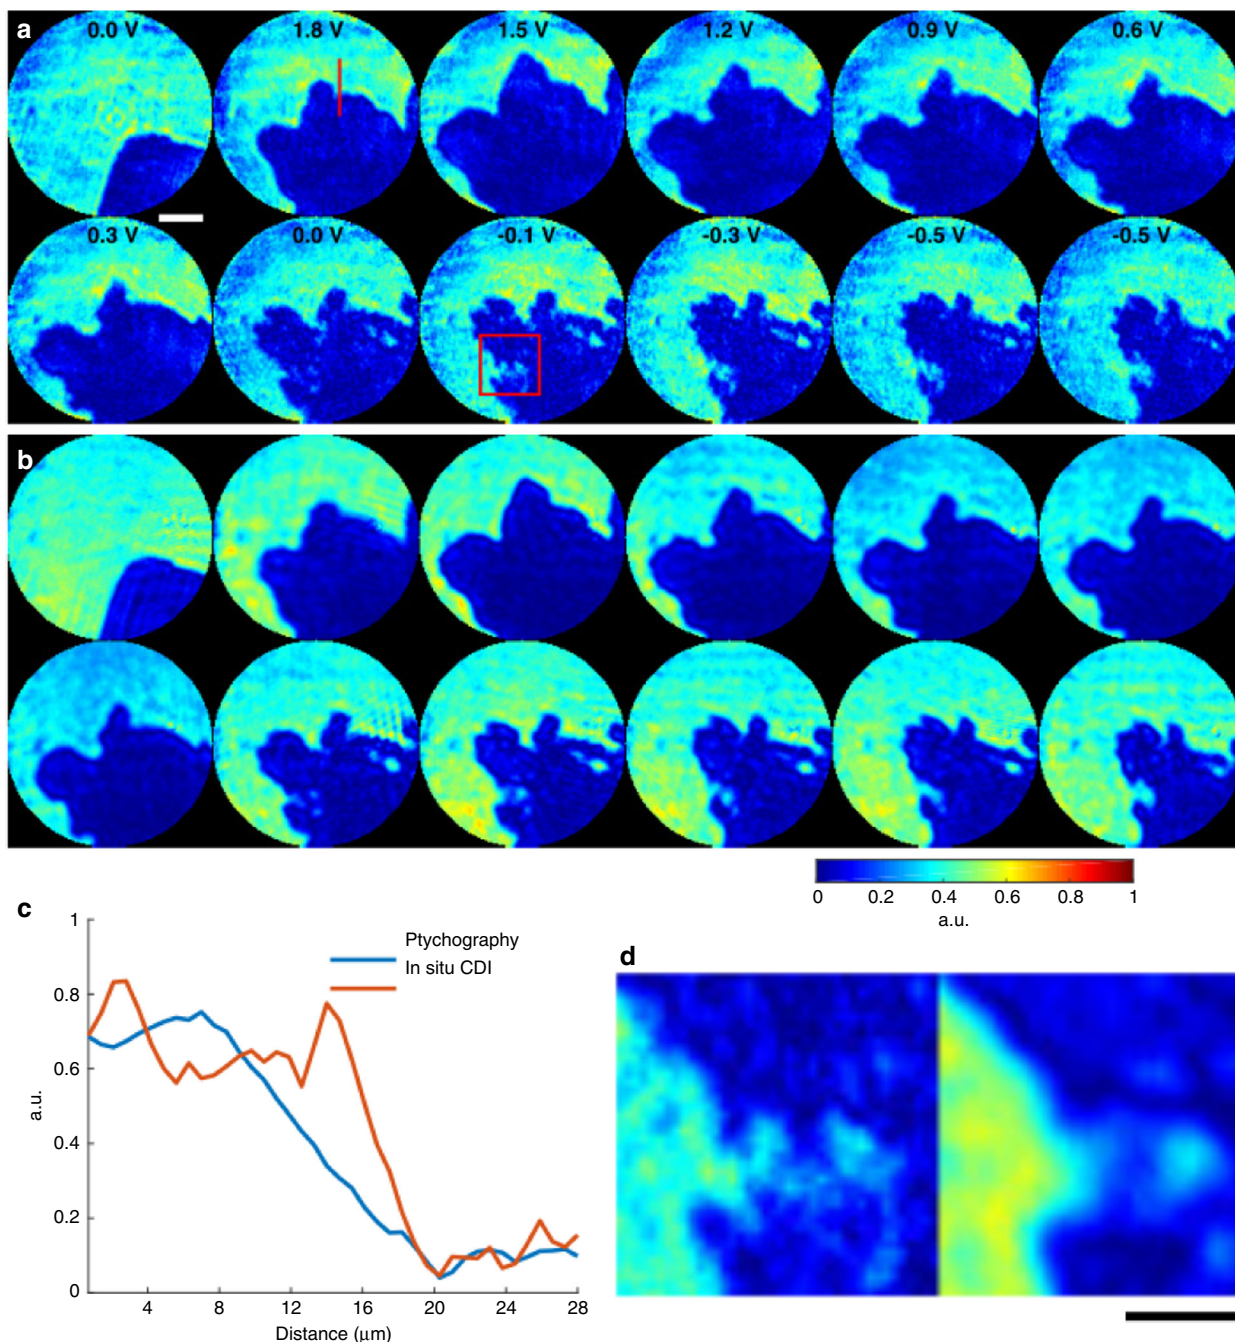 a
0.0 V
1.8 V
1.5 V
1.2 V
0.9 V
0.6 V
0.3 V
0.0 V
-0.1 V
-0.3 V
-0.5 V
-0.5 V
b
0 0.2 0.4 0.6 0.8 1
a.u.
c
1
0.8
0.6
0.4
0.2
0
a.u.
Ptychography
In situ CDI
4 8 12 16 20 24 28
Distance (μm)
d